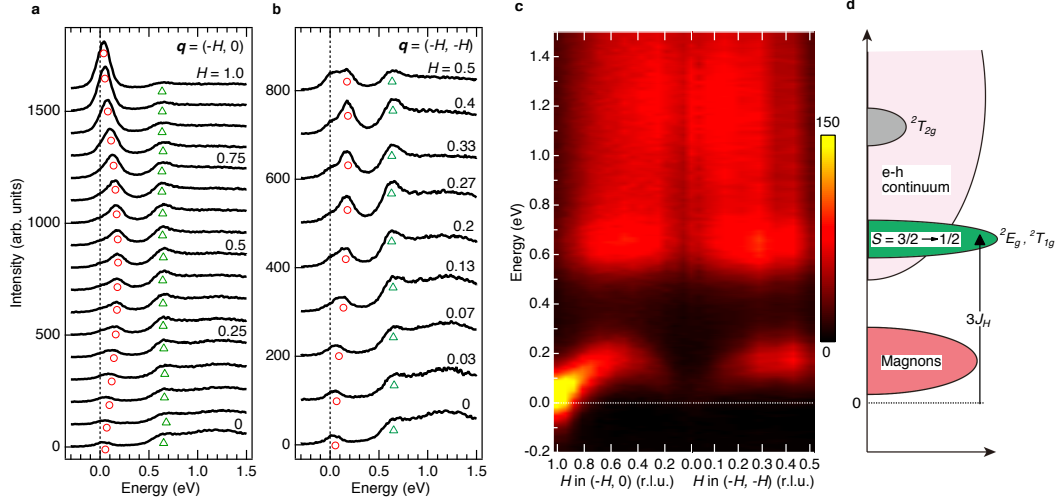 a
q = (-H, 0)
H = 1.0
0.75
0.5
0.25
0
1500
1000
500
0
Intensity (arb. units)
0.0 0.5 1.0 1.5
Energy (eV)
b
q = (-H, -H)
H = 0.5
0.4
0.33
0.27
0.2
0.13
0.07
0.03
0
800
600
400
200
0
0.0 0.5 1.0 1.5
Energy (eV)
c
1.4
1.2
1.0
0.8
0.6
0.4
0.2
0.0
-0.2
Energy (eV)
1.0 0.8 0.6 0.4 0.2 0.0 0.1 0.2 0.3 0.4 0.5
H in (-H, 0) (r.l.u.) H in (-H, -H) (r.l.u.)
150
0
d
²T₂g
e-h
continuum
S = 3/2 → 1/2
²Eg , ²T₁g
3JH
Magnons
0